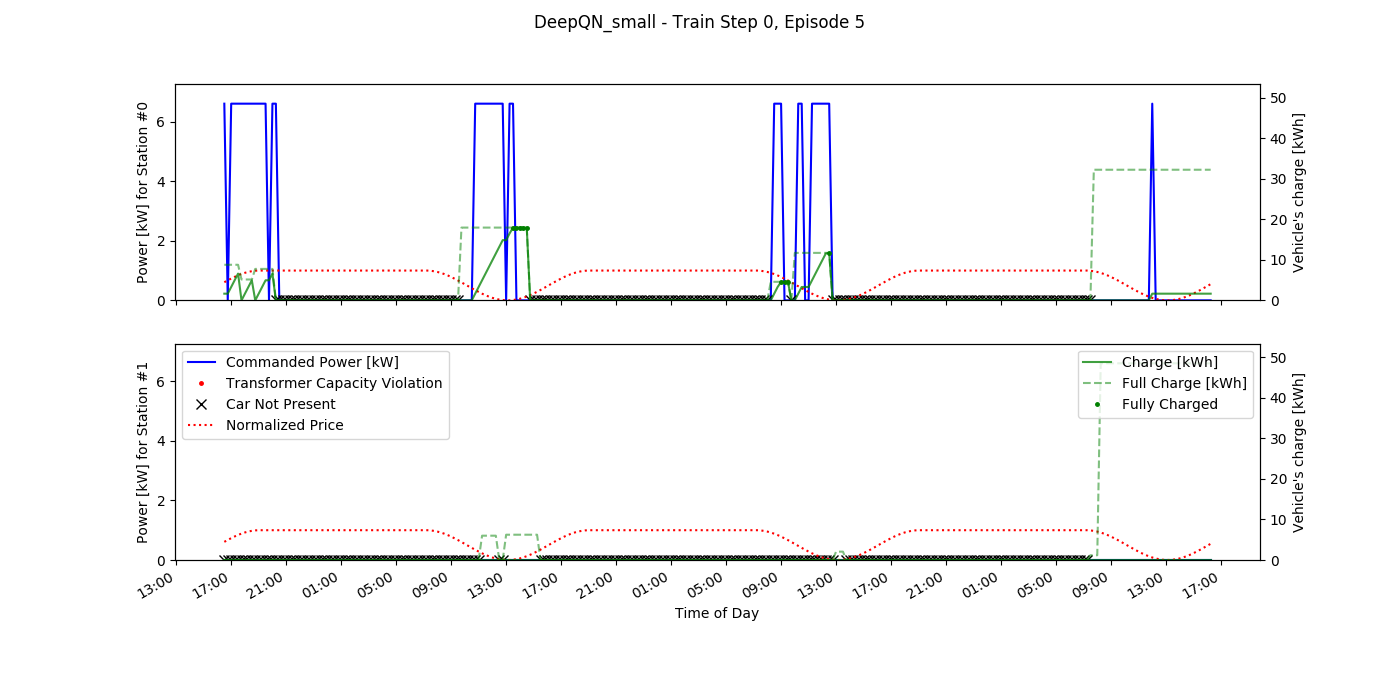 DeepQN_small - Train Step 0, Episode 5
Power [kW] for Station #0
6
4
2
0
50
40
30
20
10
0
Vehicle's charge [kWh]
Power [kW] for Station #1
6
4
2
0
Commanded Power [kW]
Transformer Capacity Violation
Car Not Present
Normalized Price
Charge [kWh]
Full Charge [kWh]
Fully Charged
50
40
30
20
10
0
Vehicle's charge [kWh]
13:00 17:00 21:00 01:00 05:00 09:00 13:00 17:00 21:00 01:00 05:00 09:00 13:00 17:00 21:00 01:00 05:00 09:00 13:00 17:00
Time of Day